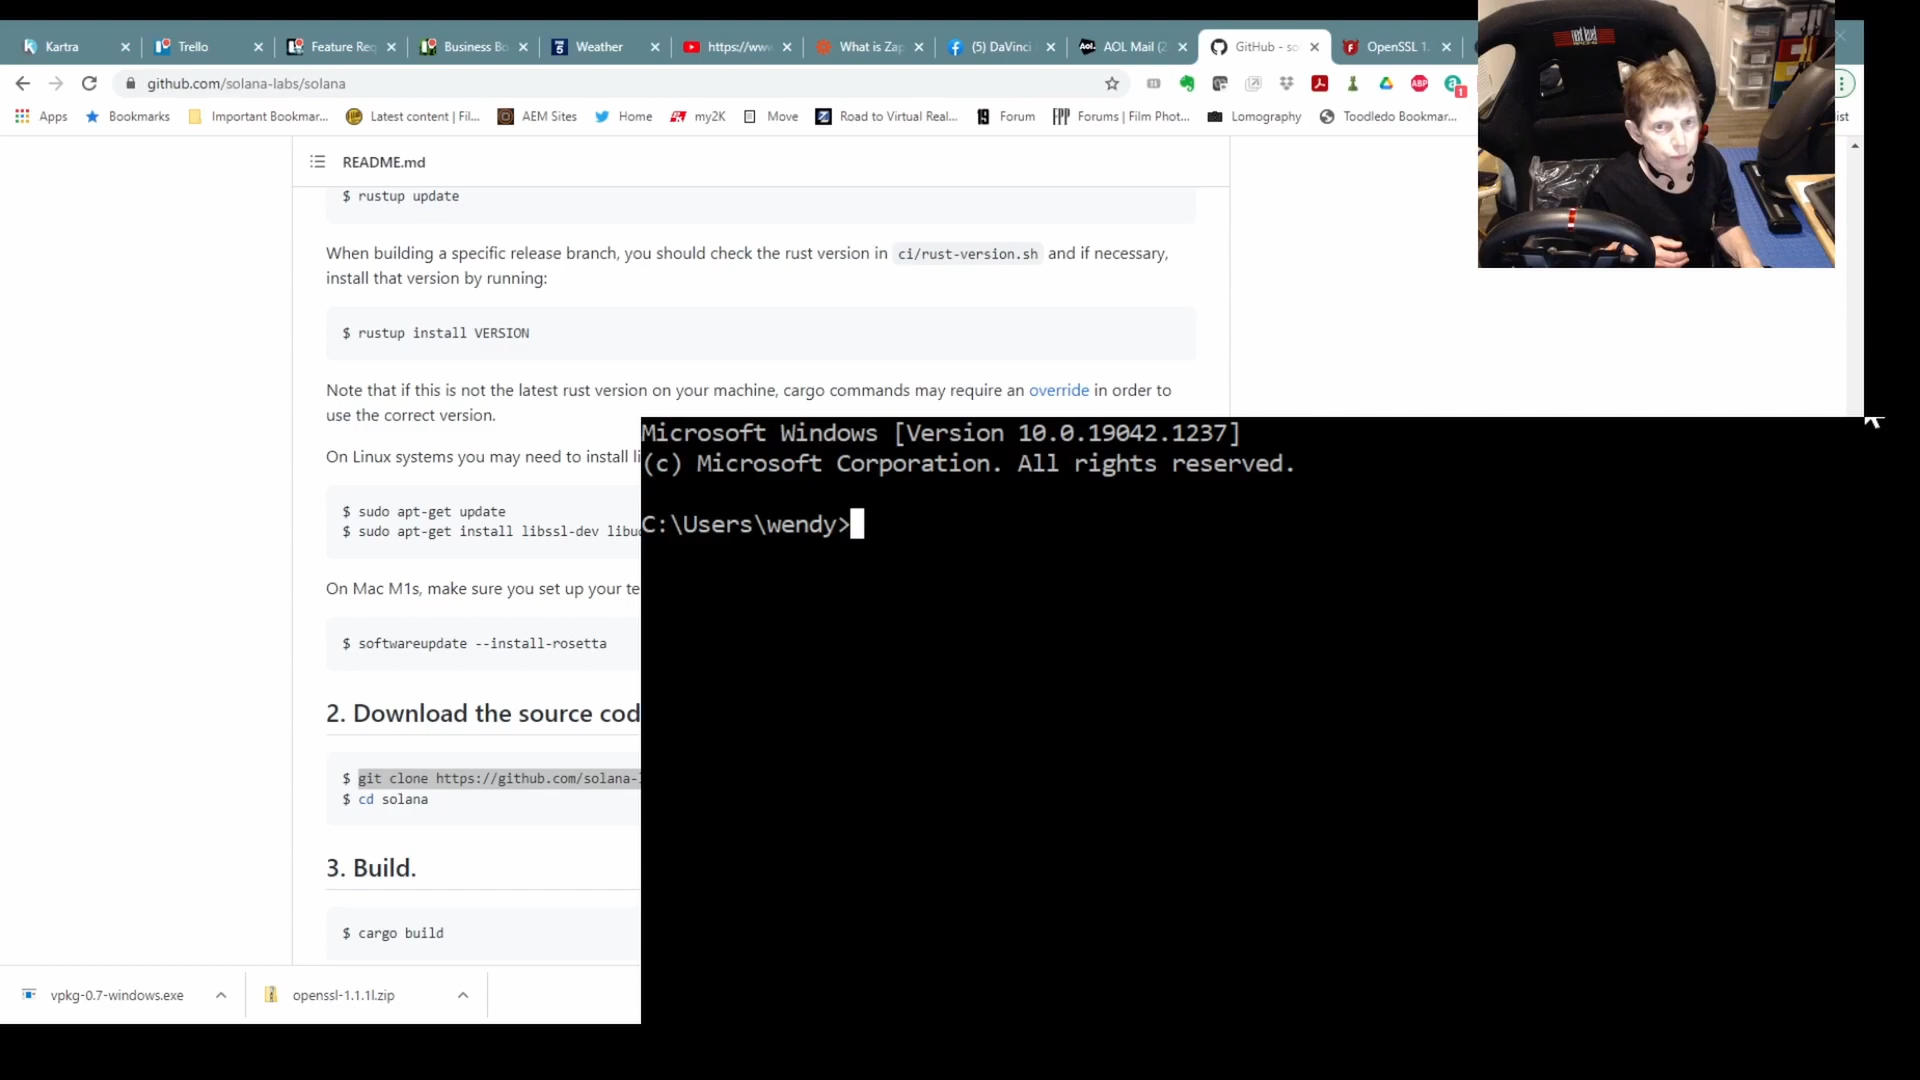 Kartra
Trello
Feature Req
Business Bo
Weather
https://www
What is Zap
(5) DaVinci
AOL Mail (2
GitHub - so
OpenSSL 1.
github.com/solana-labs/solana
Apps
Bookmarks
Important Bookmar...
Latest content | Fil...
AEM Sites
Home
my2K
Move
Road to Virtual Real...
Forum
Forums | Film Phot...
Lomography
Toodledo Bookmar...
ist
README.md
$ rustup update
When building a specific release branch, you should check the rust version in ci/rust-version.sh and if necessary,
install that version by running:
$ rustup install VERSION
Note that if this is not the latest rust version on your machine, cargo commands may require an override in order to
use the correct version.
On Linux systems you may need to install li
$ sudo apt-get update
$ sudo apt-get install libssl-dev libud
On Mac M1s, make sure you set up your te
$ softwareupdate --install-rosetta
2. Download the source cod
$ git clone https://github.com/solana-l
$ cd solana
3. Build.
$ cargo build
Microsoft Windows [Version 10.0.19042.1237]
(c) Microsoft Corporation. All rights reserved.
C:\Users\wendy>
vpkg-0.7-windows.exe
openssl-1.1.1l.zip